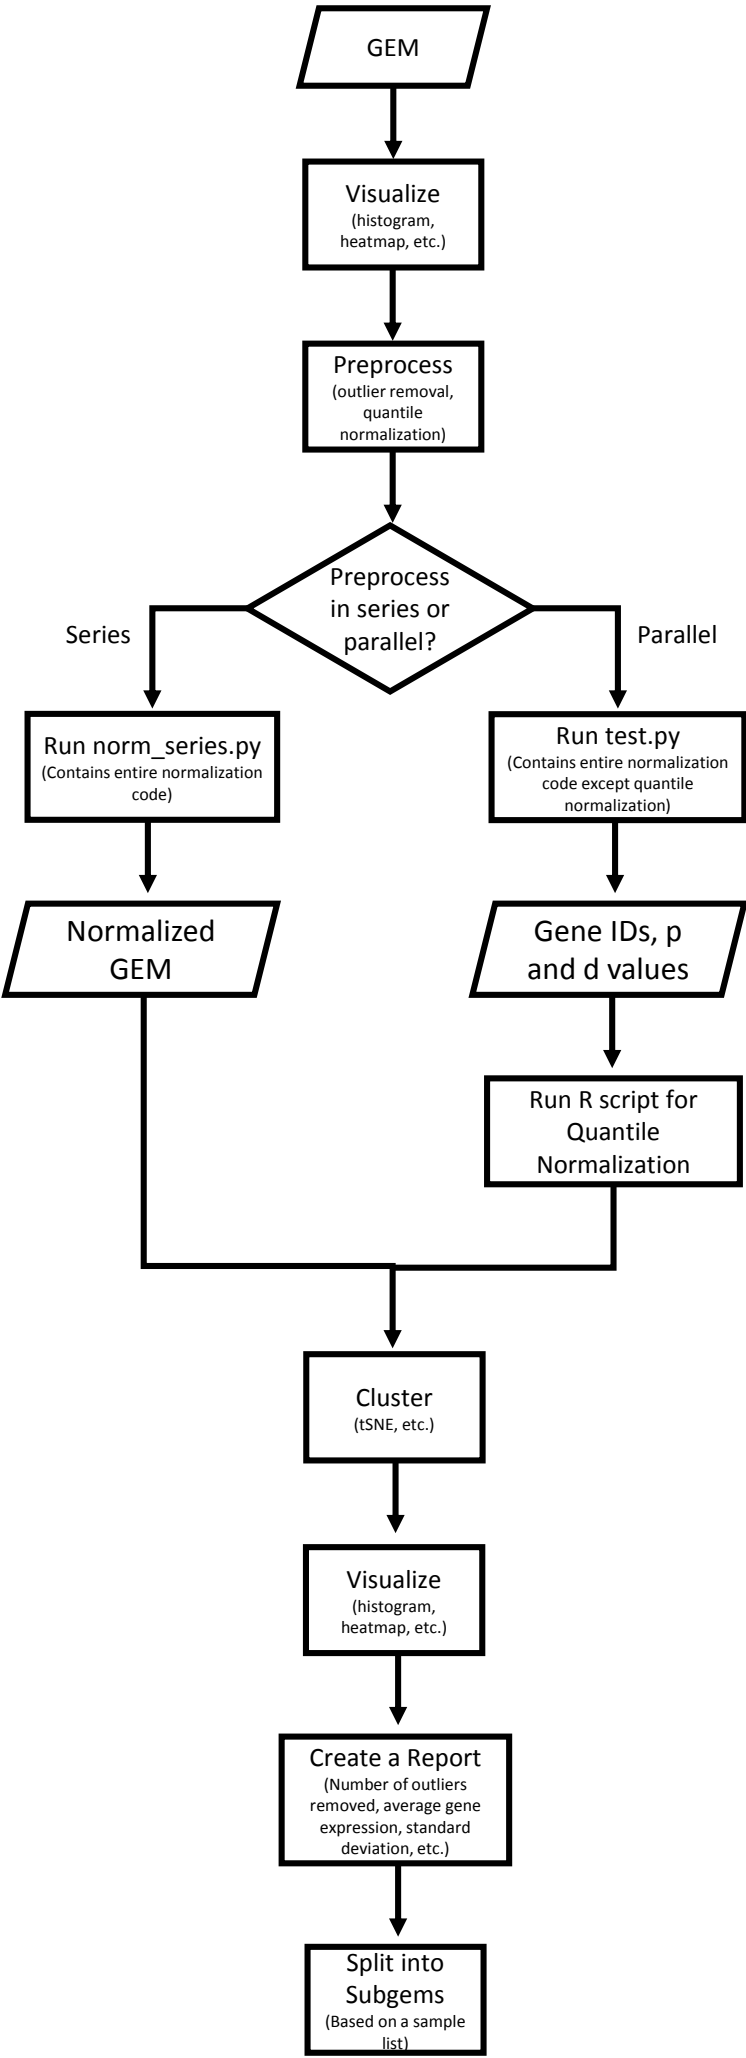 GEM
Visualize
(histogram,
heatmap, etc.)
Preprocess
(outlier removal,
quantile
normalization)
Preprocess
in series or
parallel?
Series
Parallel
Run norm_series.py
(Contains entire normalization
code)
Run test.py
(Contains entire normalization
code except quantile
normalization)
Normalized
GEM
Gene IDs, p
and d values
Run R script for
Quantile
Normalization
Cluster
(tSNE, etc.)
Visualize
(histogram,
heatmap, etc.)
Create a Report
(Number of outliers
removed, average gene
expression, standard
deviation, etc.)
Split into
Subgems
(Based on a sample
list)